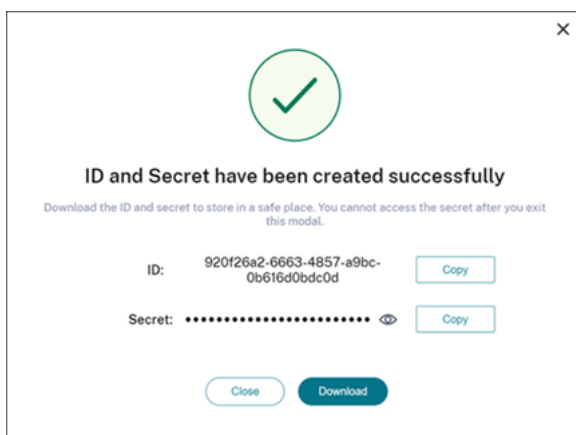 ID and Secret have been created successfully
Download the ID and secret to store in a safe place. You cannot access the secret after you exit
this modal.
ID:
920f26a2-6663-4857-a9bc-
0b616d0bdc0d
Copy
Secret: ••••••••••••••••••••••••
Copy
Close
Download